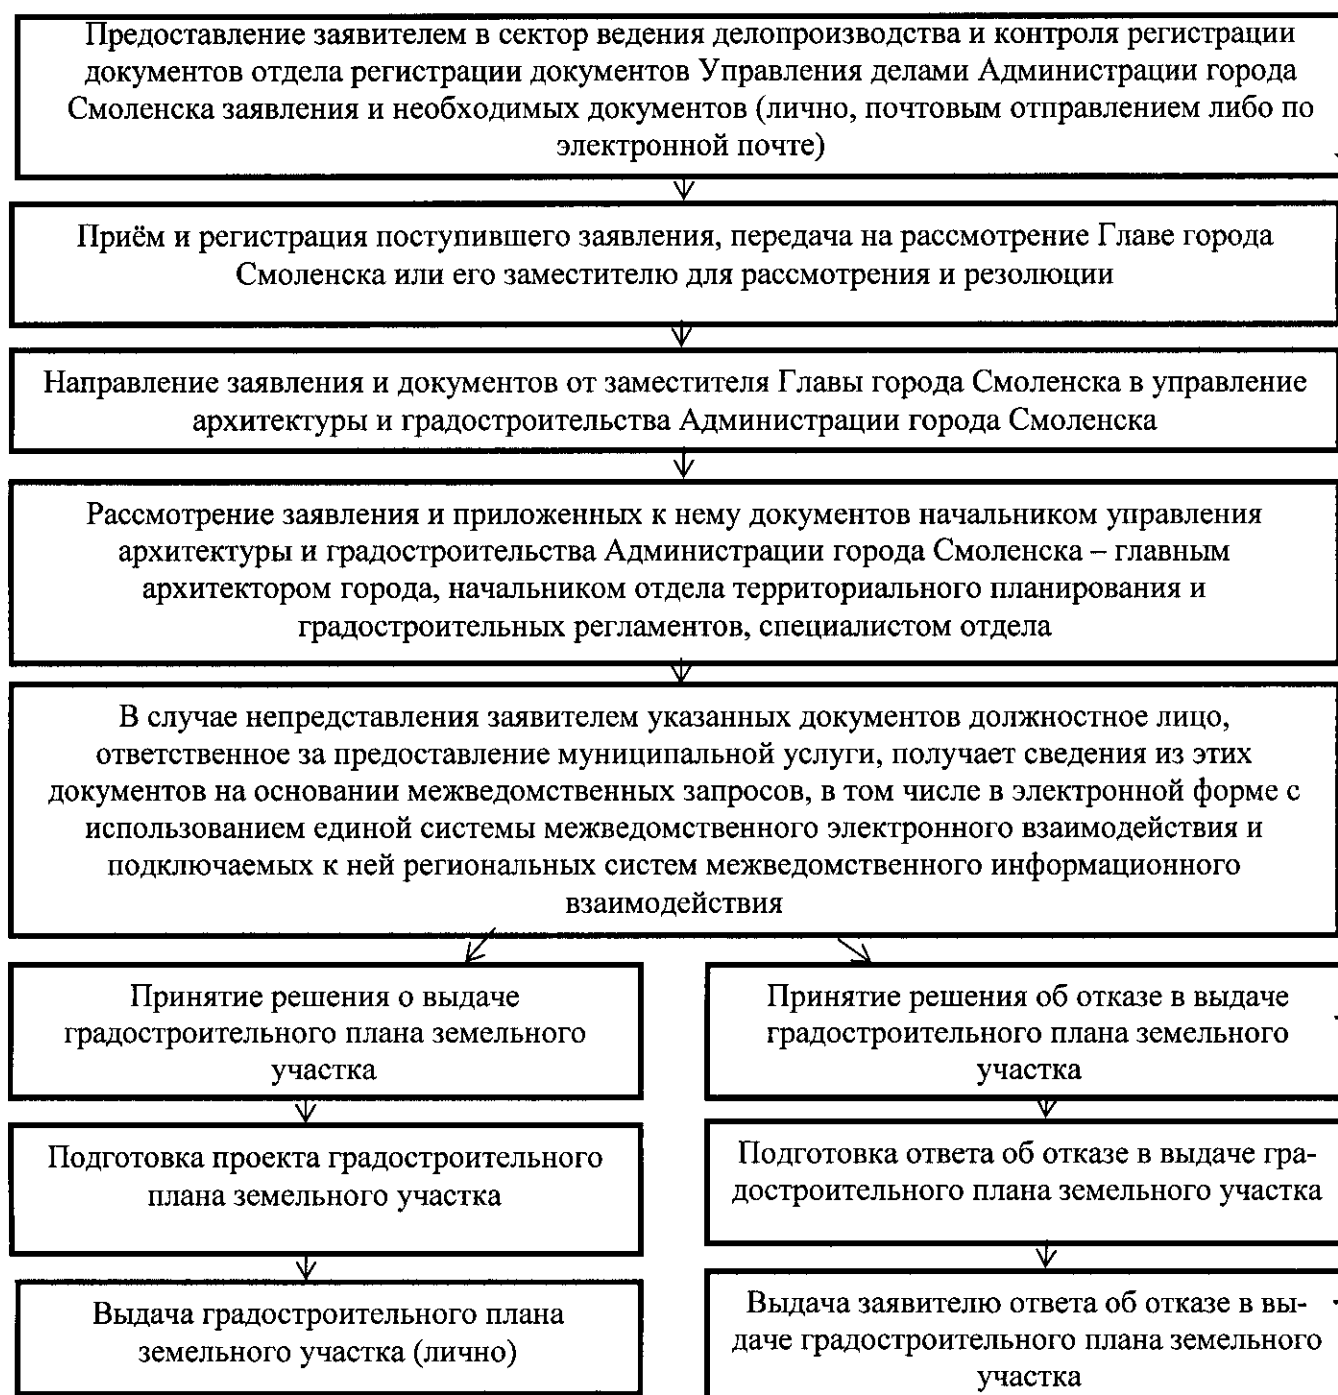 Предоставление заявителем в сектор ведения делопроизводства и контроля регистрации
документов отдела регистрации документов Управления делами Администрации города
Смоленска заявления и необходимых документов (лично, почтовым отправлением либо по
электронной почте)
Приём и регистрация поступившего заявления, передача на рассмотрение Главе города
Смоленска или его заместителю для рассмотрения и резолюции
Направление заявления и документов от заместителя Главы города Смоленска в управление
архитектуры и градостроительства Администрации города Смоленска
Рассмотрение заявления и приложенных к нему документов начальником управления
архитектуры и градостроительства Администрации города Смоленска – главным
архитектором города, начальником отдела территориального планирования и
градостроительных регламентов, специалистом отдела
В случае непредставления заявителем указанных документов должностное лицо,
ответственное за предоставление муниципальной услуги, получает сведения из этих
документов на основании межведомственных запросов, в том числе в электронной форме с
использованием единой системы межведомственного электронного взаимодействия и
подключаемых к ней региональных систем межведомственного информационного
взаимодействия
Принятие решения о выдаче
градостроительного плана земельного
участка
Подготовка проекта градостроительного
плана земельного участка
Выдача градостроительного плана
земельного участка (лично)
Принятие решения об отказе в выдаче
градостроительного плана земельного
участка
Подготовка ответа об отказе в выдаче гра-
достроительного плана земельного участка
Выдача заявителю ответа об отказе в вы-
даче градостроительного плана земельного
участка